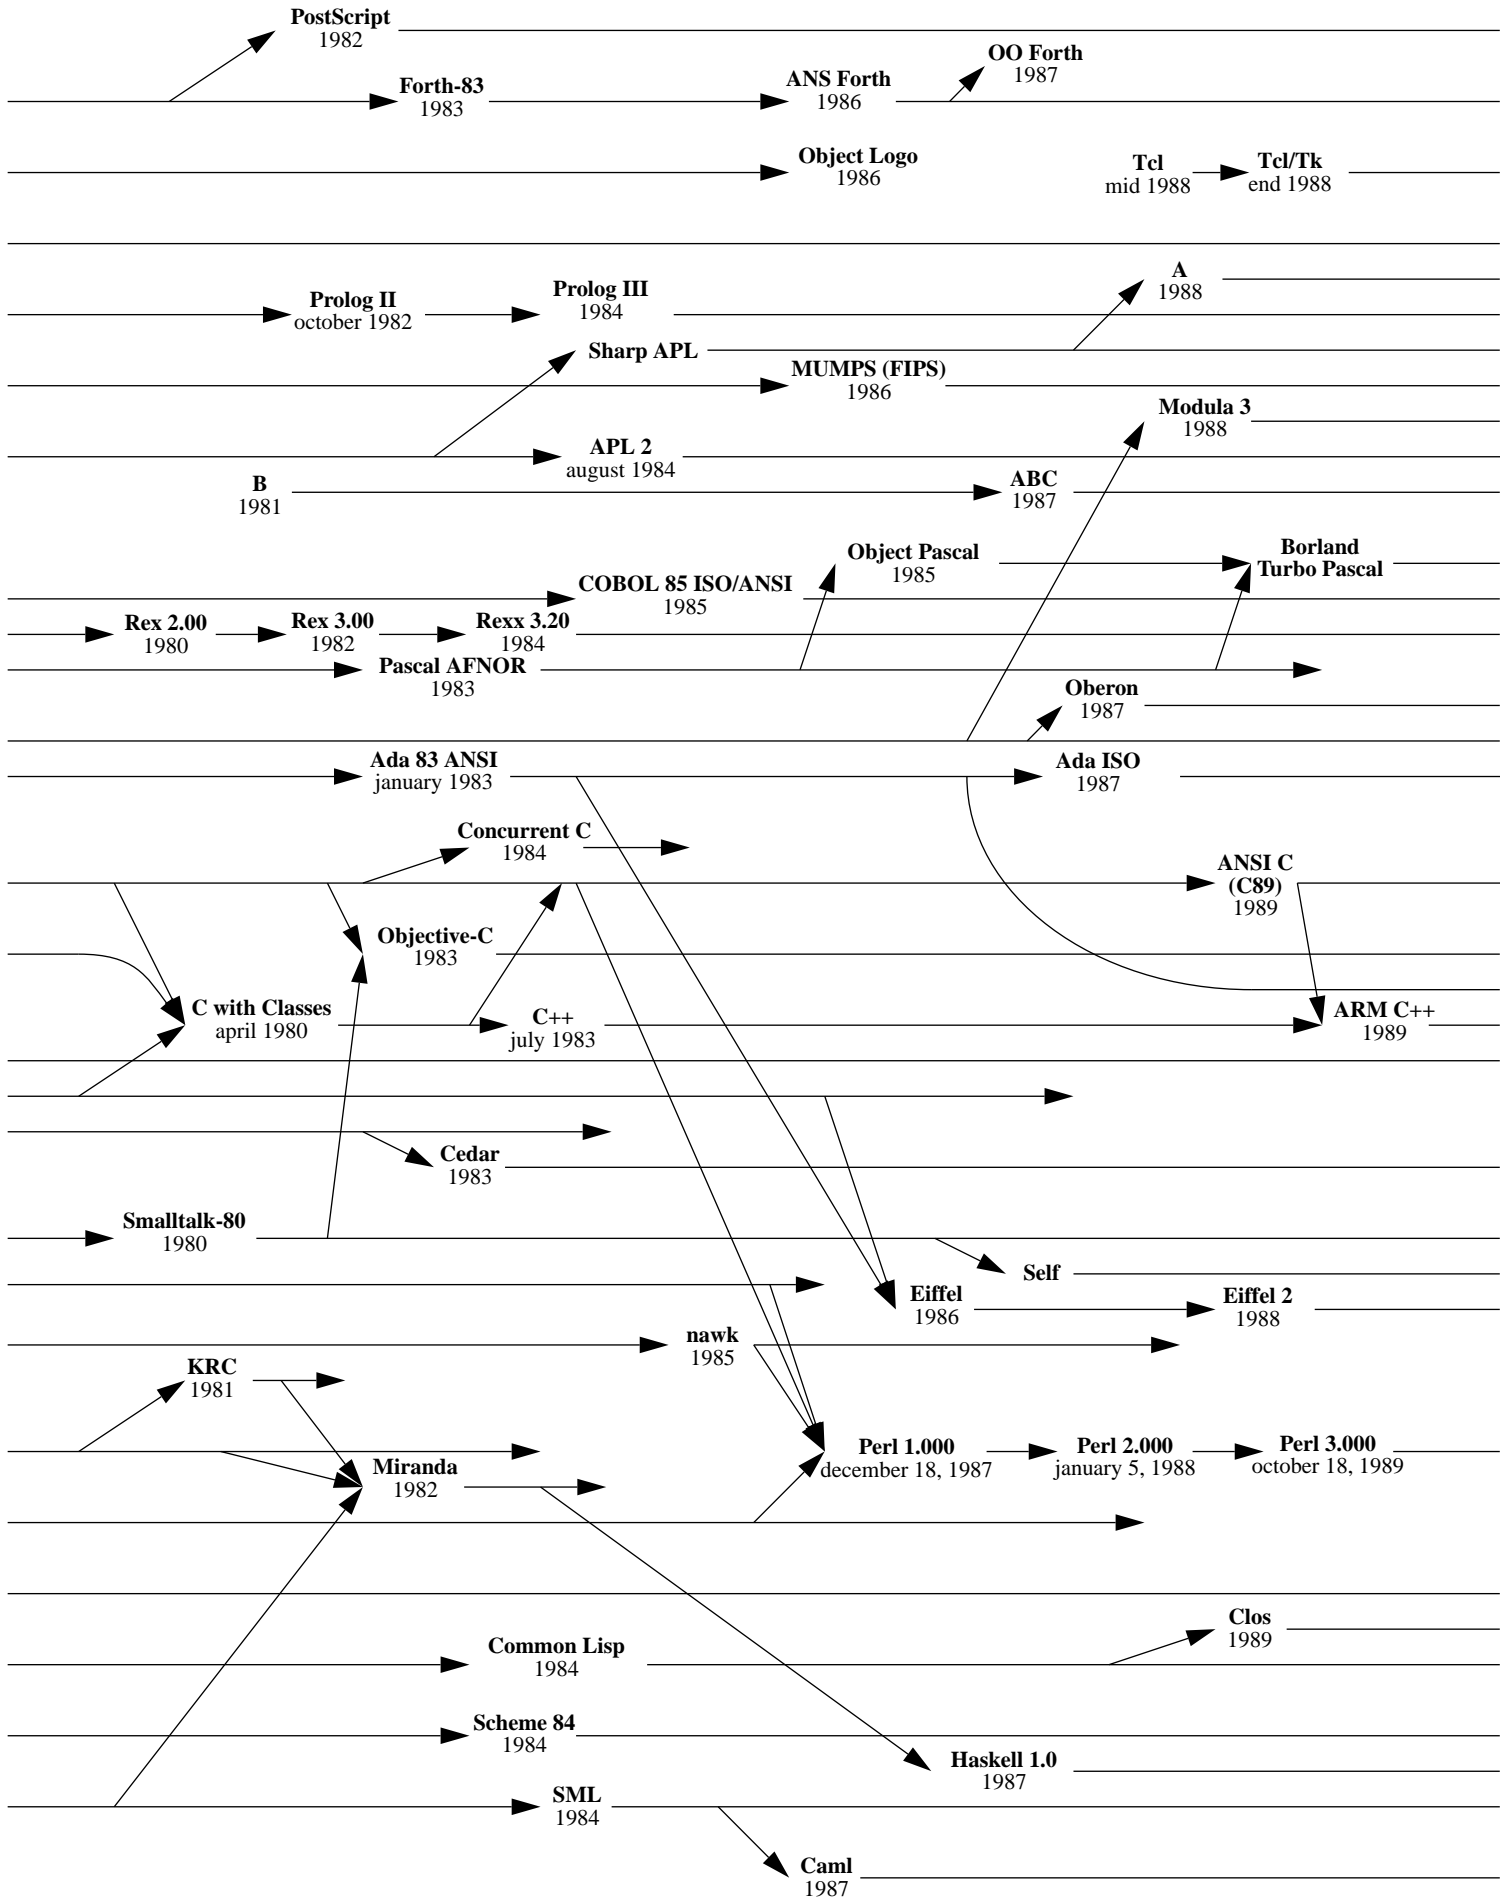 PostScript
1982
OO Forth
1987
Forth-83
1983
ANS Forth
1986
Object Logo
1986
Tcl
mid 1988
Tcl/Tk
end 1988
A
1988
Prolog II
october 1982
Prolog III
1984
Sharp APL
MUMPS (FIPS)
1986
Modula 3
1988
APL 2
august 1984
B
1981
ABC
1987
Object Pascal
1985
Borland
Turbo Pascal
COBOL 85 ISO/ANSI
1985
Rex 2.00
1980
Rex 3.00
1982
Rexx 3.20
1984
Pascal AFNOR
1983
Oberon
1987
Ada 83 ANSI
january 1983
Ada ISO
1987
Concurrent C
1984
ANSI C
(C89)
1989
Objective-C
1983
C with Classes
april 1980
C++
july 1983
ARM C++
1989
Cedar
1983
Smalltalk-80
1980
Self
Eiffel
1986
Eiffel 2
1988
nawk
1985
KRC
1981
Perl 1.000
december 18, 1987
Perl 2.000
january 5, 1988
Perl 3.000
october 18, 1989
Miranda
1982
Clos
1989
Common Lisp
1984
Scheme 84
1984
Haskell 1.0
1987
SML
1984
Caml
1987